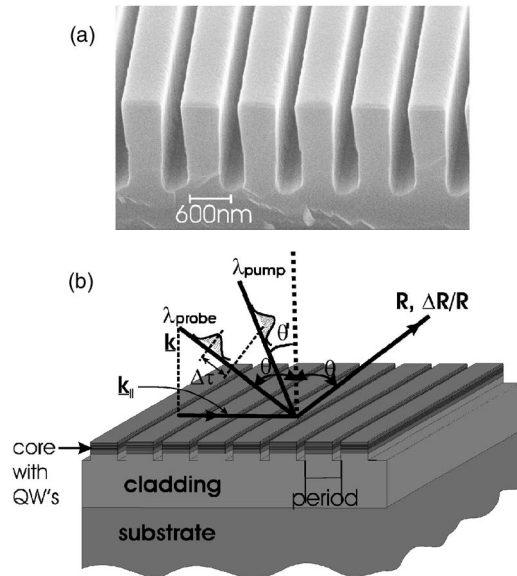 (a)
600nm
(b)
λpump
λprobe
R, ΔR/R
k
θ'
θ
θ
Δτ
k||
core
with
QW's
cladding
period
substrate